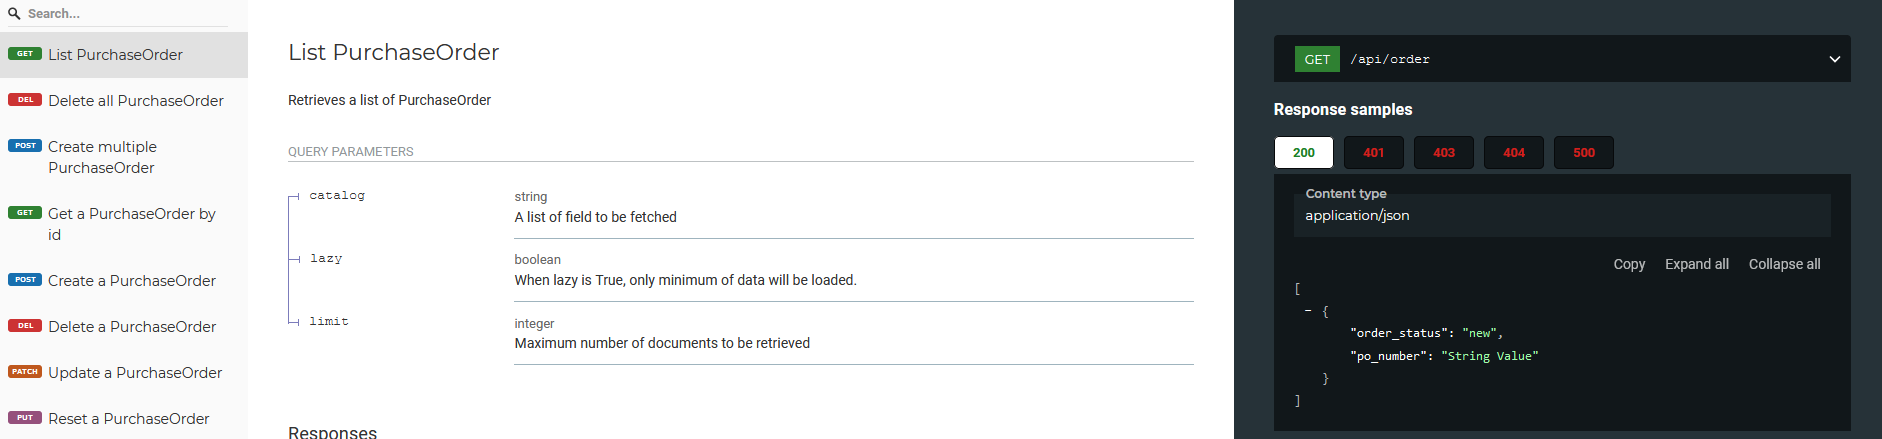 Search...
GET List PurchaseOrder
DEL Delete all PurchaseOrder
POST Create multiple
PurchaseOrder
GET Get a PurchaseOrder by
id
POST Create a PurchaseOrder
DEL Delete a PurchaseOrder
PATCH Update a PurchaseOrder
PUT Reset a PurchaseOrder
List PurchaseOrder
Retrieves a list of PurchaseOrder
QUERY PARAMETERS
catalog string
A list of field to be fetched
lazy boolean
When lazy is True, only minimum of data will be loaded.
limit integer
Maximum number of documents to be retrieved
Responses
GET /api/order
Response samples
200 401 403 404 500
Content type
application/json
Copy Expand all Collapse all
[
- {
"order_status": "new",
"po_number": "String Value"
}
]